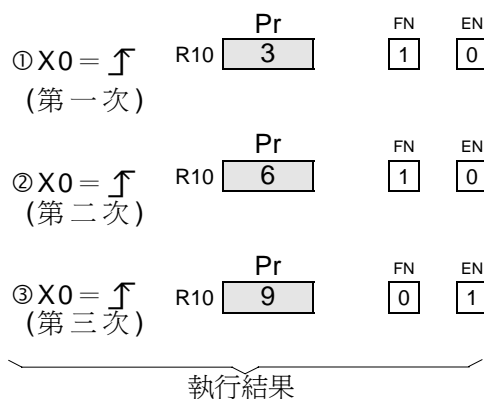 Pr FN EN
①X0＝ R10 3 1 0
(第一次)
Pr FN EN
②X0＝ R10 6 1 0
(第二次)
Pr FN EN
③X0＝ R10 9 0 1
(第三次)
執行結果